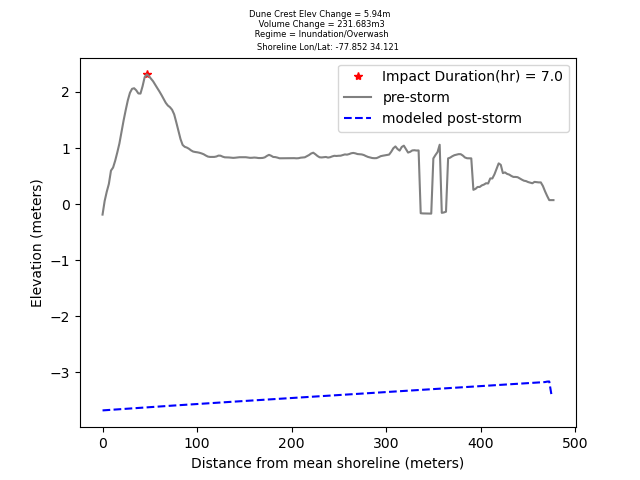 Dune Crest Elev Change = 5.94m
Volume Change = 231.683m3
Regime = Inundation/Overwash
Shoreline Lon/Lat: -77.852 34.121
Impact Duration(hr) = 7.0
pre-storm
modeled post-storm
Elevation (meters)
2
1
0
−1
−2
−3
0 100 200 300 400 500
Distance from mean shoreline (meters)